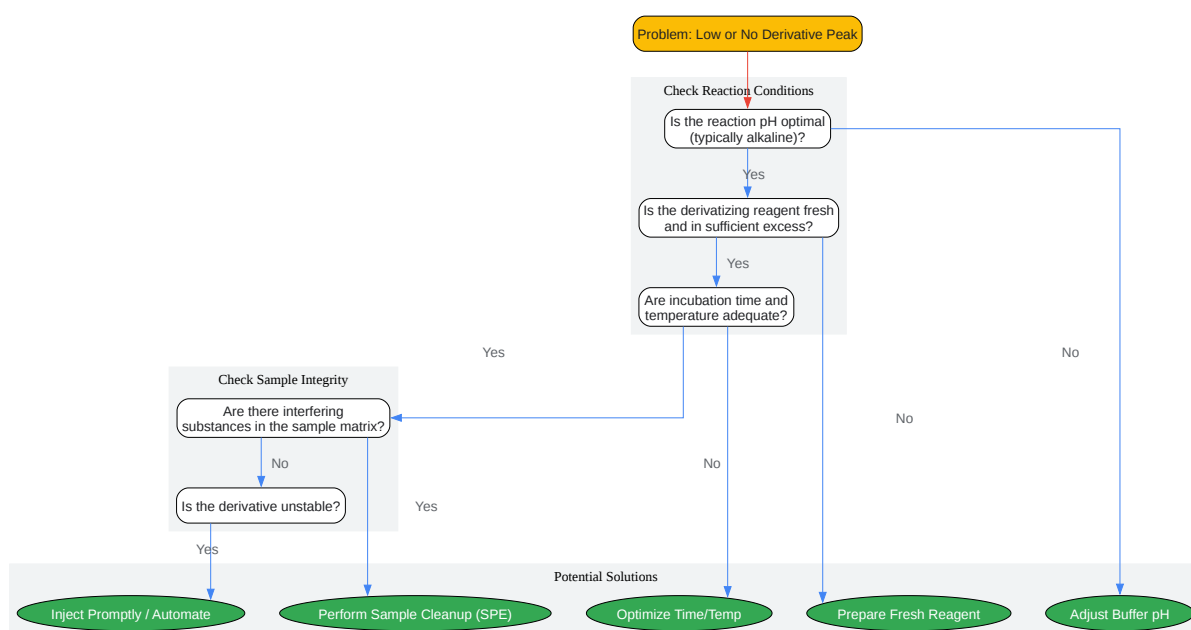 Problem: Low or No Derivative Peak
Check Reaction Conditions
Is the reaction pH optimal
(typically alkaline)?
Yes
Is the derivatizing reagent fresh
and in sufficient excess?
Yes
Are incubation time and
temperature adequate?
Yes
No
Check Sample Integrity
Are there interfering
substances in the sample matrix?
No
No
No
Is the derivative unstable?
Yes
Yes
Potential Solutions
Inject Promptly / Automate
Perform Sample Cleanup (SPE)
Optimize Time/Temp
Prepare Fresh Reagent
Adjust Buffer pH